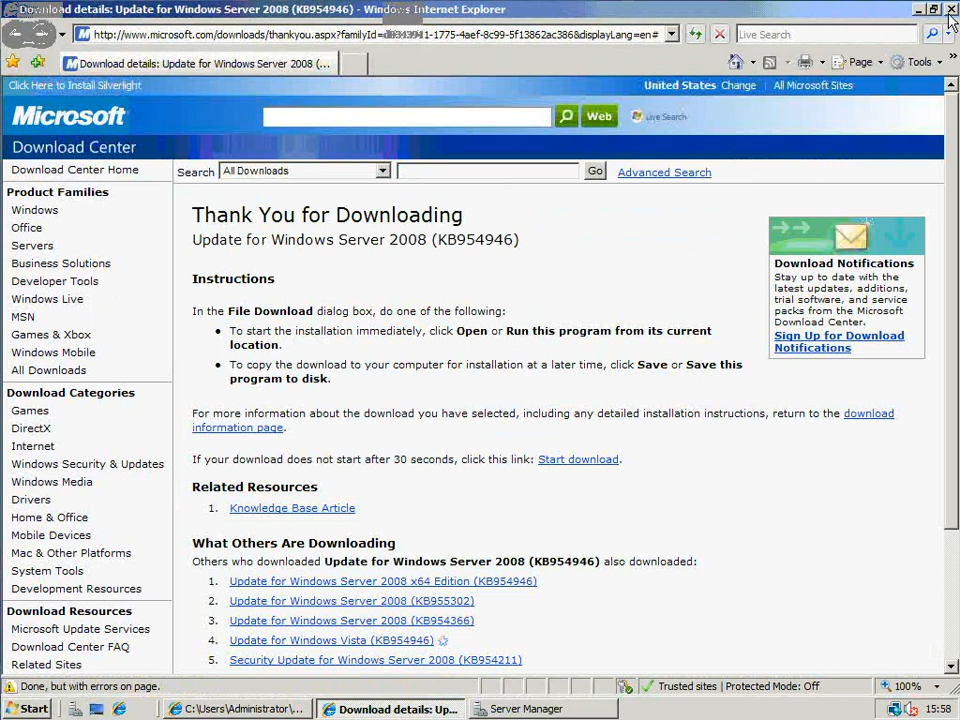 Download details: Update for Windows Server 2008 (KB954946) - Windows Internet Explorer
Live Search
Download details: Update for Windows Server 2008 (...
Page
Tools
Click Here to Install Silverlight
United States Change
All Microsoft Sites
Microsoft
Web
Live Search
Download Center
Download Center Home
Search
All Downloads
Go
Advanced Search
Product Families
Windows
Office
Servers
Business Solutions
Developer Tools
Windows Live
MSN
Games & Xbox
Windows Mobile
All Downloads
Download Categories
Games
DirectX
Internet
Windows Security & Updates
Windows Media
Drivers
Home & Office
Mobile Devices
Mac & Other Platforms
System Tools
Development Resources
Download Resources
Microsoft Update Services
Download Center FAQ
Related Sites
Thank You for Downloading
Update for Windows Server 2008 (KB954946)
Instructions
In the File Download dialog box, do one of the following:
• To start the installation immediately, click Open or Run this program from its current
location.
• To copy the download to your computer for installation at a later time, click Save or Save this
program to disk.
For more information about the download you have selected, including any detailed installation instructions, return to the download
information page.
If your download does not start after 30 seconds, click this link: Start download.
Related Resources
1. Knowledge Base Article
What Others Are Downloading
Others who downloaded Update for Windows Server 2008 (KB954946) also downloaded:
1. Update for Windows Server 2008 x64 Edition (KB954946)
2. Update for Windows Server 2008 (KB955302)
3. Update for Windows Server 2008 (KB954366)
4. Update for Windows Vista (KB954946)
5. Security Update for Windows Server 2008 (KB954211)
Download Notifications
Stay up to date with the
latest updates, additions,
trial software, and service
packs from the Microsoft
Download Center.
Sign Up for Download
Notifications
Done, but with errors on page.
Trusted sites | Protected Mode: Off
100%
Start
C:\Users\Administrator\...
Download details: Up...
Server Manager
15:58